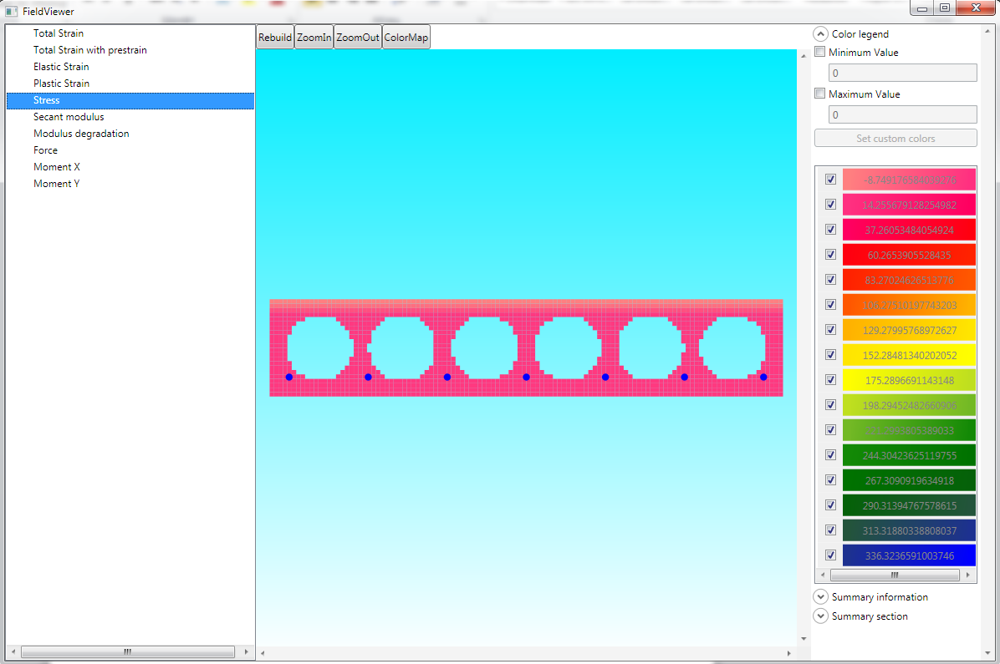 FieldViewer
Total Strain
Total Strain with prestrain
Elastic Strain
Plastic Strain
Stress
Secant modulus
Modulus degradation
Force
Moment X
Moment Y
Rebuild ZoomIn ZoomOut ColorMap
Color legend
Minimum Value
0
Maximum Value
0
Set custom colors
14.255679128254982
37.26053484054924
60.2653905528435
83.27024626513776
106.27510197743203
129.27995768972627
152.28481340202052
175.2896691143148
198.29452482660906
244.30423625119755
267.3090919634918
290.31394767578615
313.31880338808037
336.3236591003746
Summary information
Summary section